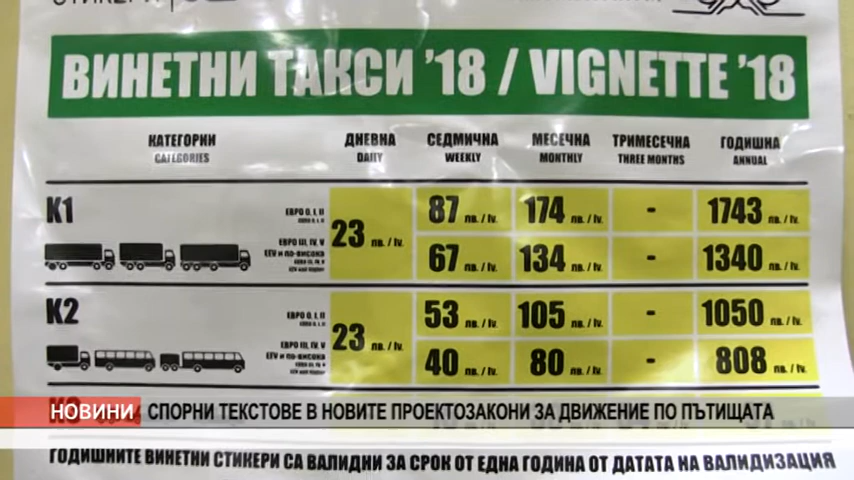 ВИНЕТНИ ТАКСИ '18 / VIGNETTE '18
КАТЕГОРИИ ДНЕВНА СЕДМИЧНА МЕСЕЧНА ТРИМЕСЕЧНА ГОДИШНА
CATEGORIES DAILY WEEKLY MONTHLY THREE MONTHS ANNUAL
K1 ЕВРО 0, I, II 87 лв. / lv. 174 лв. / lv. - 1743 лв. / lv.
23 лв. / lv.
ЕВРО III, IV, V 67 лв. / lv. 134 лв. / lv. - 1340 лв. / lv.
EEV и по-висока
K2 ЕВРО 0, I, II 53 лв. / lv. 105 лв. / lv. - 1050 лв. / lv.
23 лв. / lv.
ЕВРО III, IV, V 40 лв. / lv. 80 лв. / lv. - 808 лв. / lv.
EEV и по-висока
НОВИНИ СПОРНИ ТЕКСТОВЕ В НОВИТЕ ПРОЕКТОЗАКОНИ ЗА ДВИЖЕНИЕ ПО ПЪТИЩАТА
ГОДИШНИТЕ ВИНЕТНИ СТИКЕРИ СА ВАЛИДНИ ЗА СРОК ОТ ЕДНА ГОДИНА ОТ ДАТАТА НА ВАЛИДИЗАЦИЯ